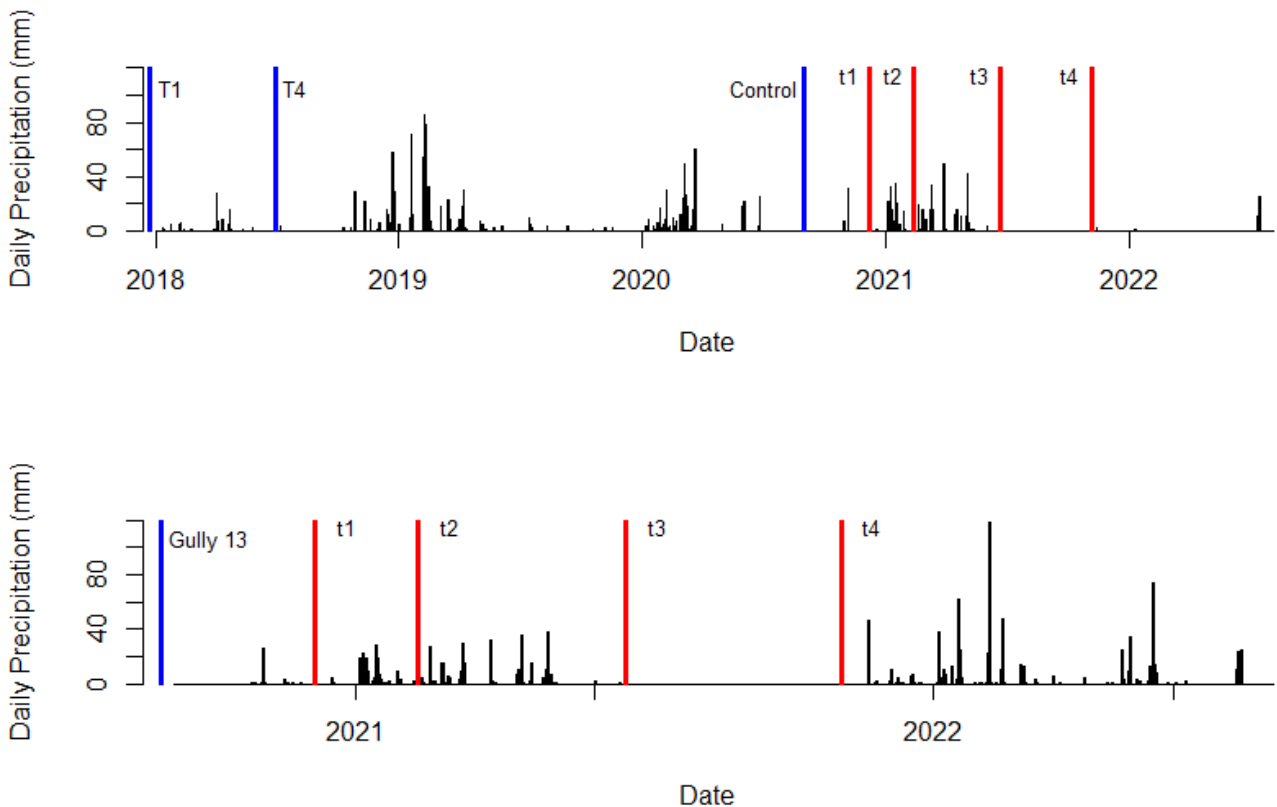 Daily Precipitation (mm)
80
40
0
T1
T4
Control
t1
t2
t3
t4
2018
2019
2020
2021
2022
Date
Daily Precipitation (mm)
80
40
0
Gully 13
t1
t2
t3
t4
2021
2022
Date